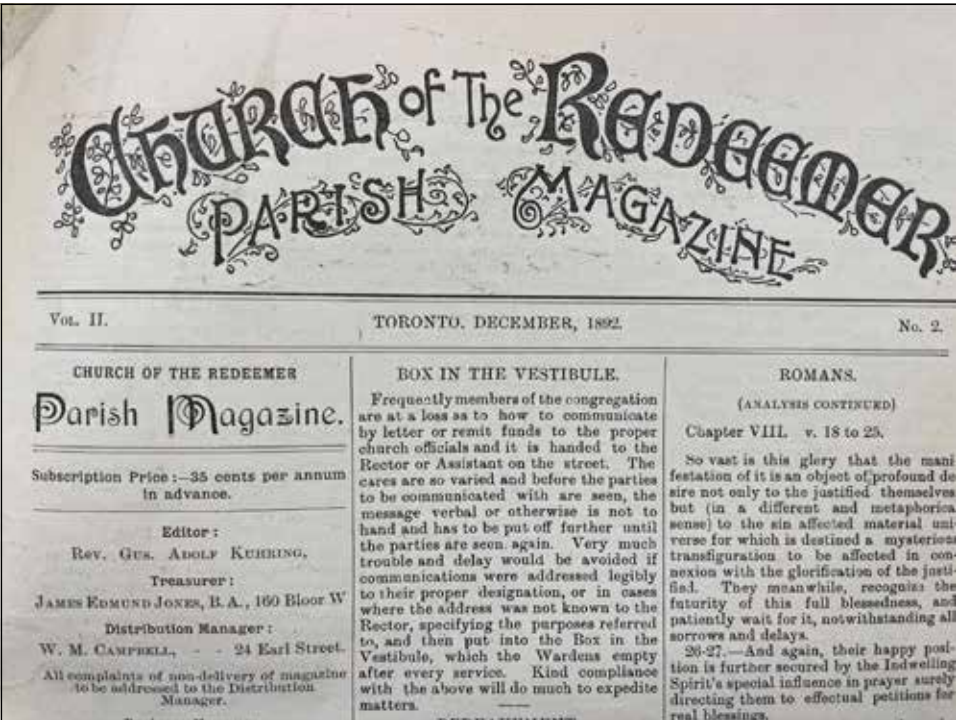 CHURCH of THE REDEEMER
PARISH MAGAZINE
VOL. II.
TORONTO, DECEMBER, 1892.
No. 2.
CHURCH OF THE REDEEMER
Parish Magazine.
Subscription Price :—35 cents per annum
in advance.
Editor :
REV. GUS. ADOLF KUHRING,
Treasurer :
JAMES EDMUND JONES, B.A., 160 Bloor W
Distribution Manager :
W. M. CAMPBELL, - - 24 Earl Street.
All complaints of non-delivery of magazine
to be addressed to the Distribution
Manager.
BOX IN THE VESTIBULE.
Frequently members of the congregation
are at a loss as to how to communicate
by letter or remit funds to the proper
church officials and it is handed to the
Rector or Assistant on the street. The
cares are so varied and before the parties
to be communicated with are seen, the
message verbal or otherwise is not to
hand and has to be put off further until
the parties are seen again. Very much
trouble and delay would be avoided if
communications were addressed legibly
to their proper designation, or in cases
where the address was not known to the
Rector, specifying the purposes referred
to, and then put into the Box in the
Vestibule, which the Wardens empty
after every service. Kind compliance
with the above will do much to expedite
matters.
ROMANS.
(ANALYSIS CONTINUED)
Chapter VIII. v. 18 to 25.
So vast is this glory that the mani
festation of it is an object of profound de
sire not only to the justified themselves
but (in a different and metaphorica
sense) to the sin affected material uni-
verse for which is destined a mysterious
transfiguration to be affected in con-
nexion with the glorification of the justi-
fied. They meanwhile, recognize the
futurity of this full blessedness, and
patiently wait for it, notwithstanding all
sorrows and delays.
26-27.—And again, their happy posi-
tion is further secured by the Indwelling
Spirit's special influence in prayer surely
directing them to effectual petitions for
real blessings.